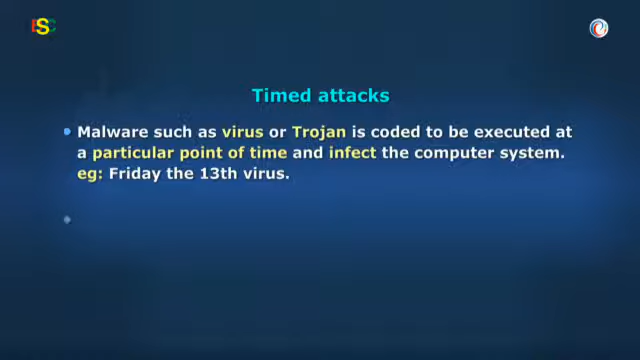 ESC
Timed attacks
Malware such as virus or Trojan is coded to be executed at
a particular point of time and infect the computer system.
eg: Friday the 13th virus.